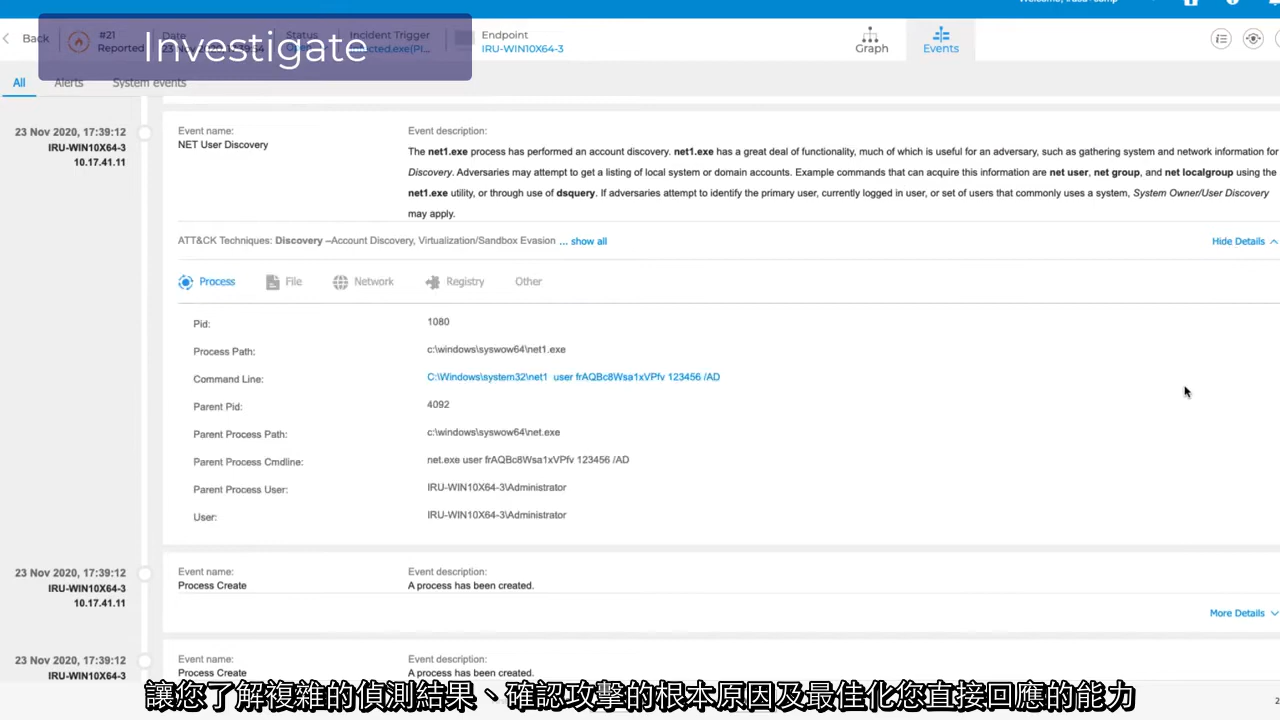 Investigate
Back
#21
Reported
Date
Status
Incident Trigger
Endpoint
IRU-WIN10X64-3
Graph
Events
All
Alerts
System events
23 Nov 2020, 17:39:12
IRU-WIN10X64-3
10.17.41.11
Event name:
NET User Discovery
Event description:
The net1.exe process has performed an account discovery. net1.exe has a great deal of functionality, much of which is useful for an adversary, such as gathering system and network information for
Discovery. Adversaries may attempt to get a listing of local system or domain accounts. Example commands that can acquire this information are net user, net group, and net localgroup using the
net1.exe utility, or through use of dsquery. If adversaries attempt to identify the primary user, currently logged in user, or set of users that commonly uses a system, System Owner/User Discovery
may apply.
ATT&CK Techniques: Discovery –Account Discovery, Virtualization/Sandbox Evasion ... show all
Hide Details
Process
File
Network
Registry
Other
Pid: 1080
Process Path: c:\windows\syswow64\net1.exe
Command Line: C:\Windows\system32\net1 user frAQBc8Wsa1xVPfv 123456 /AD
Parent Pid: 4092
Parent Process Path: c:\windows\syswow64\net.exe
Parent Process Cmdline: net.exe user frAQBc8Wsa1xVPfv 123456 /AD
Parent Process User: IRU-WIN10X64-3\Administrator
User: IRU-WIN10X64-3\Administrator
23 Nov 2020, 17:39:12
IRU-WIN10X64-3
10.17.41.11
Event name:
Process Create
Event description:
A process has been created.
More Details
23 Nov 2020, 17:39:12
IRU-WIN10X64-3
Event name:
Process Create
Event description:
A process has been created.
讓您了解複雜的偵測結果、確認攻擊的根本原因及最佳化您直接回應的能力